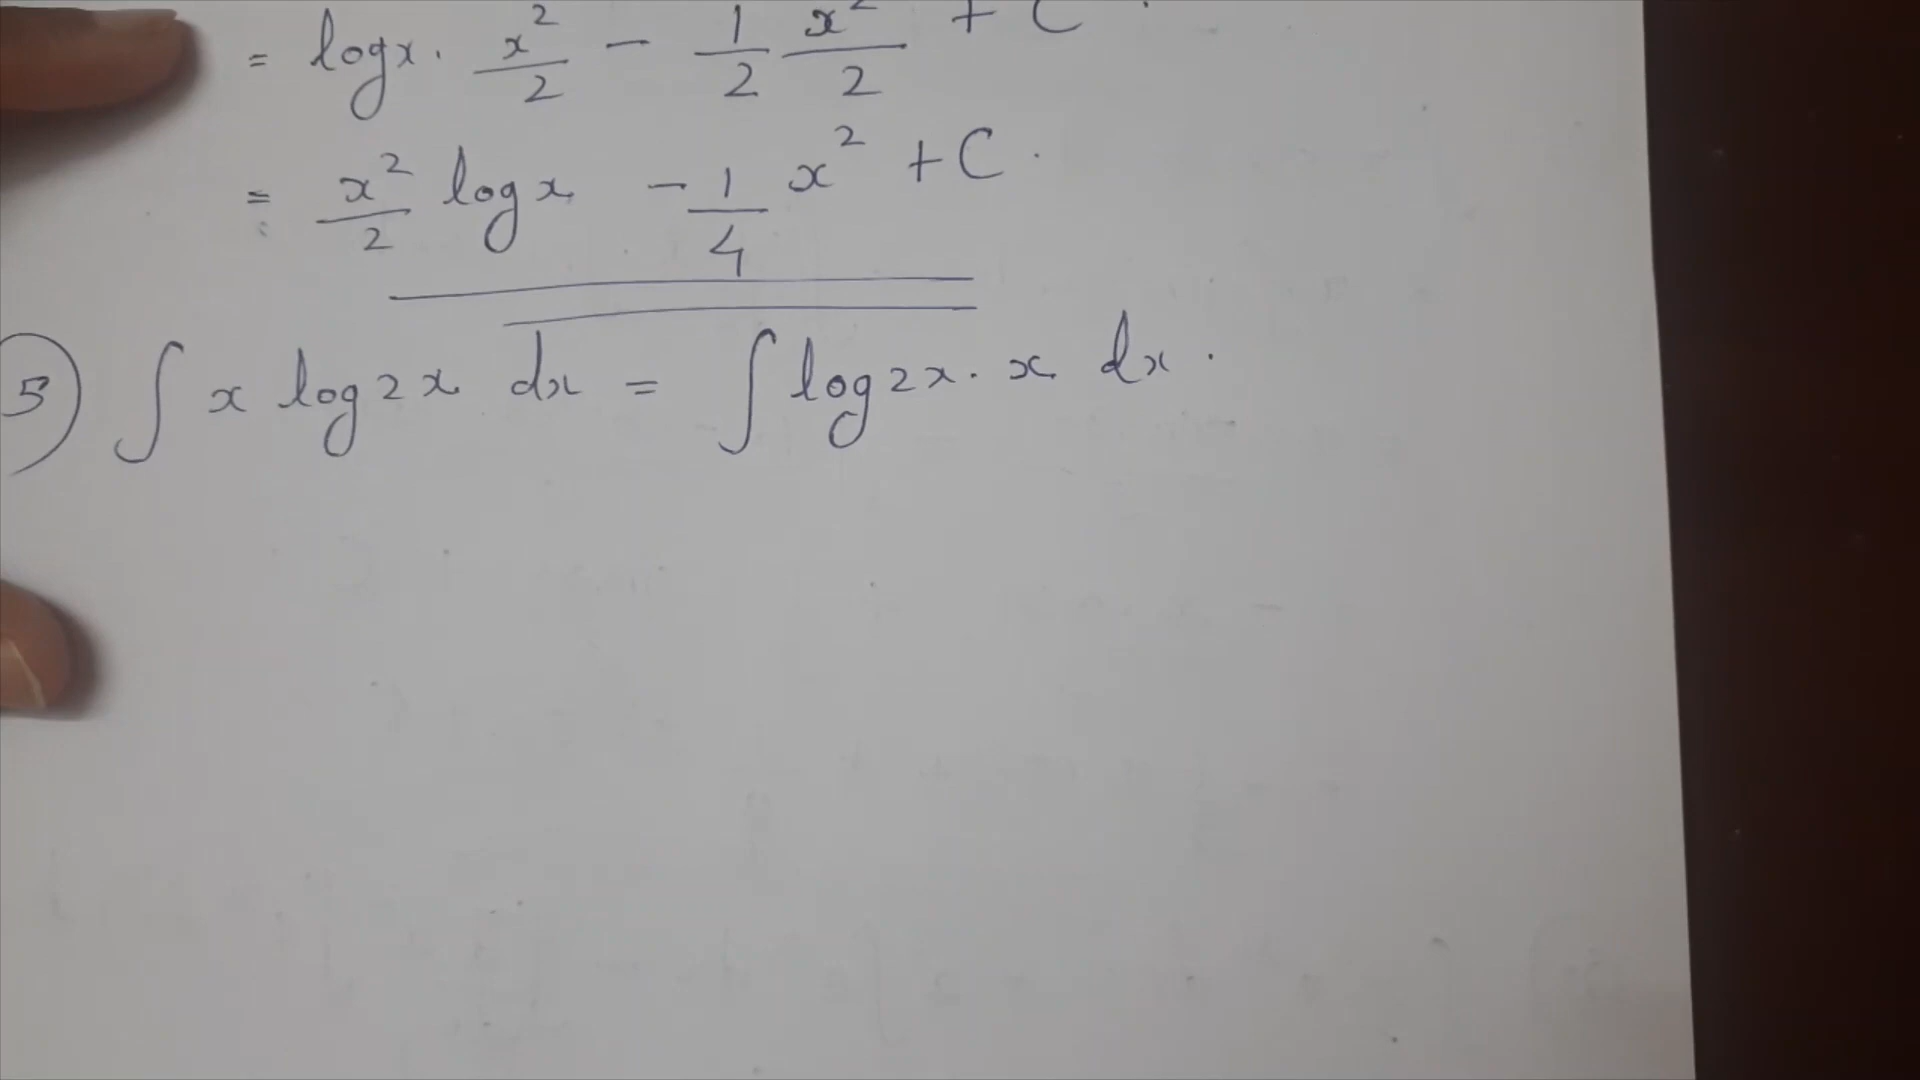 = log x . x²/2 - 1/2 x²/2 + C .
= x²/2 log x - 1/4 x² + C .
5) ∫ x log 2x dx = ∫ log 2x . x dx .